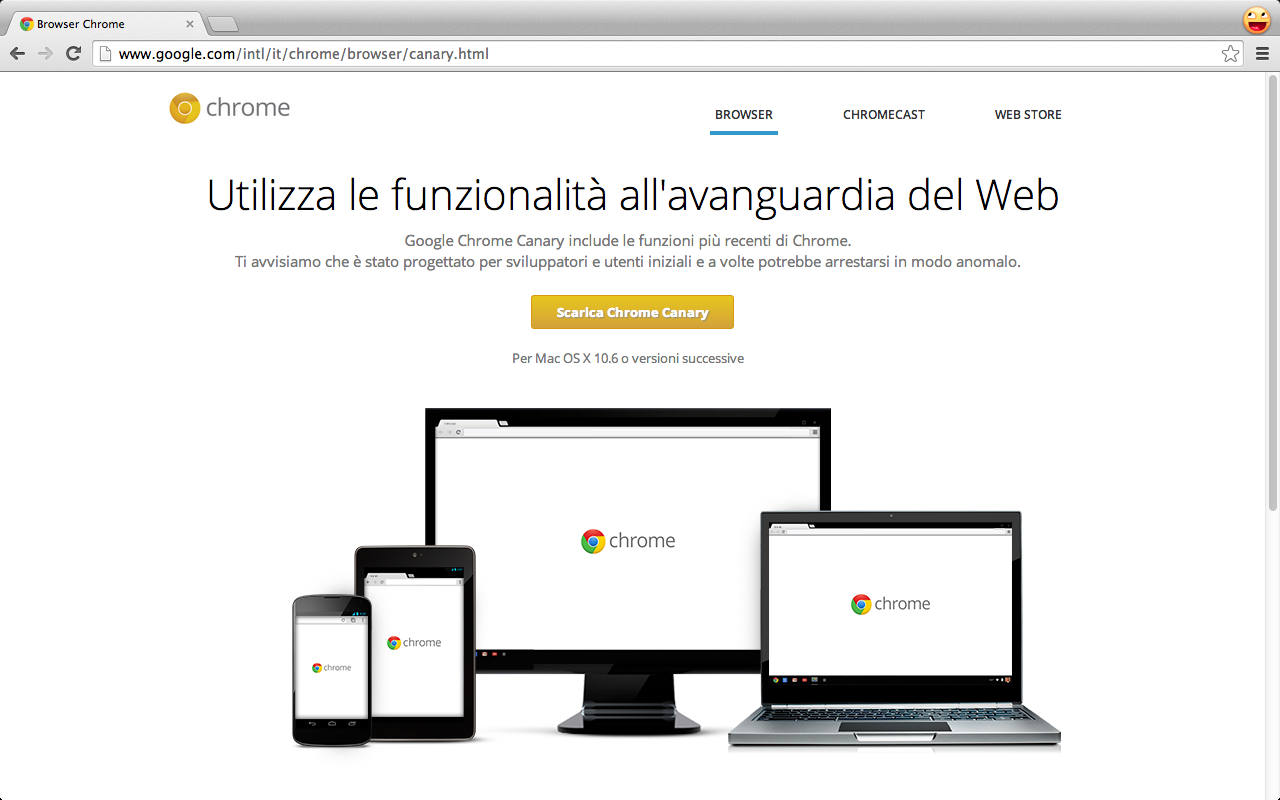 Browser Chrome
www.google.com/intl/it/chrome/browser/canary.html
chrome
BROWSER
CHROMECAST
WEB STORE
Utilizza le funzionalità all'avanguardia del Web
Google Chrome Canary include le funzioni più recenti di Chrome.
Ti avvisiamo che è stato progettato per sviluppatori e utenti iniziali e a volte potrebbe arrestarsi in modo anomalo.
Scarica Chrome Canary
Per Mac OS X 10.6 o versioni successive
chrome
chrome
chrome
chrome